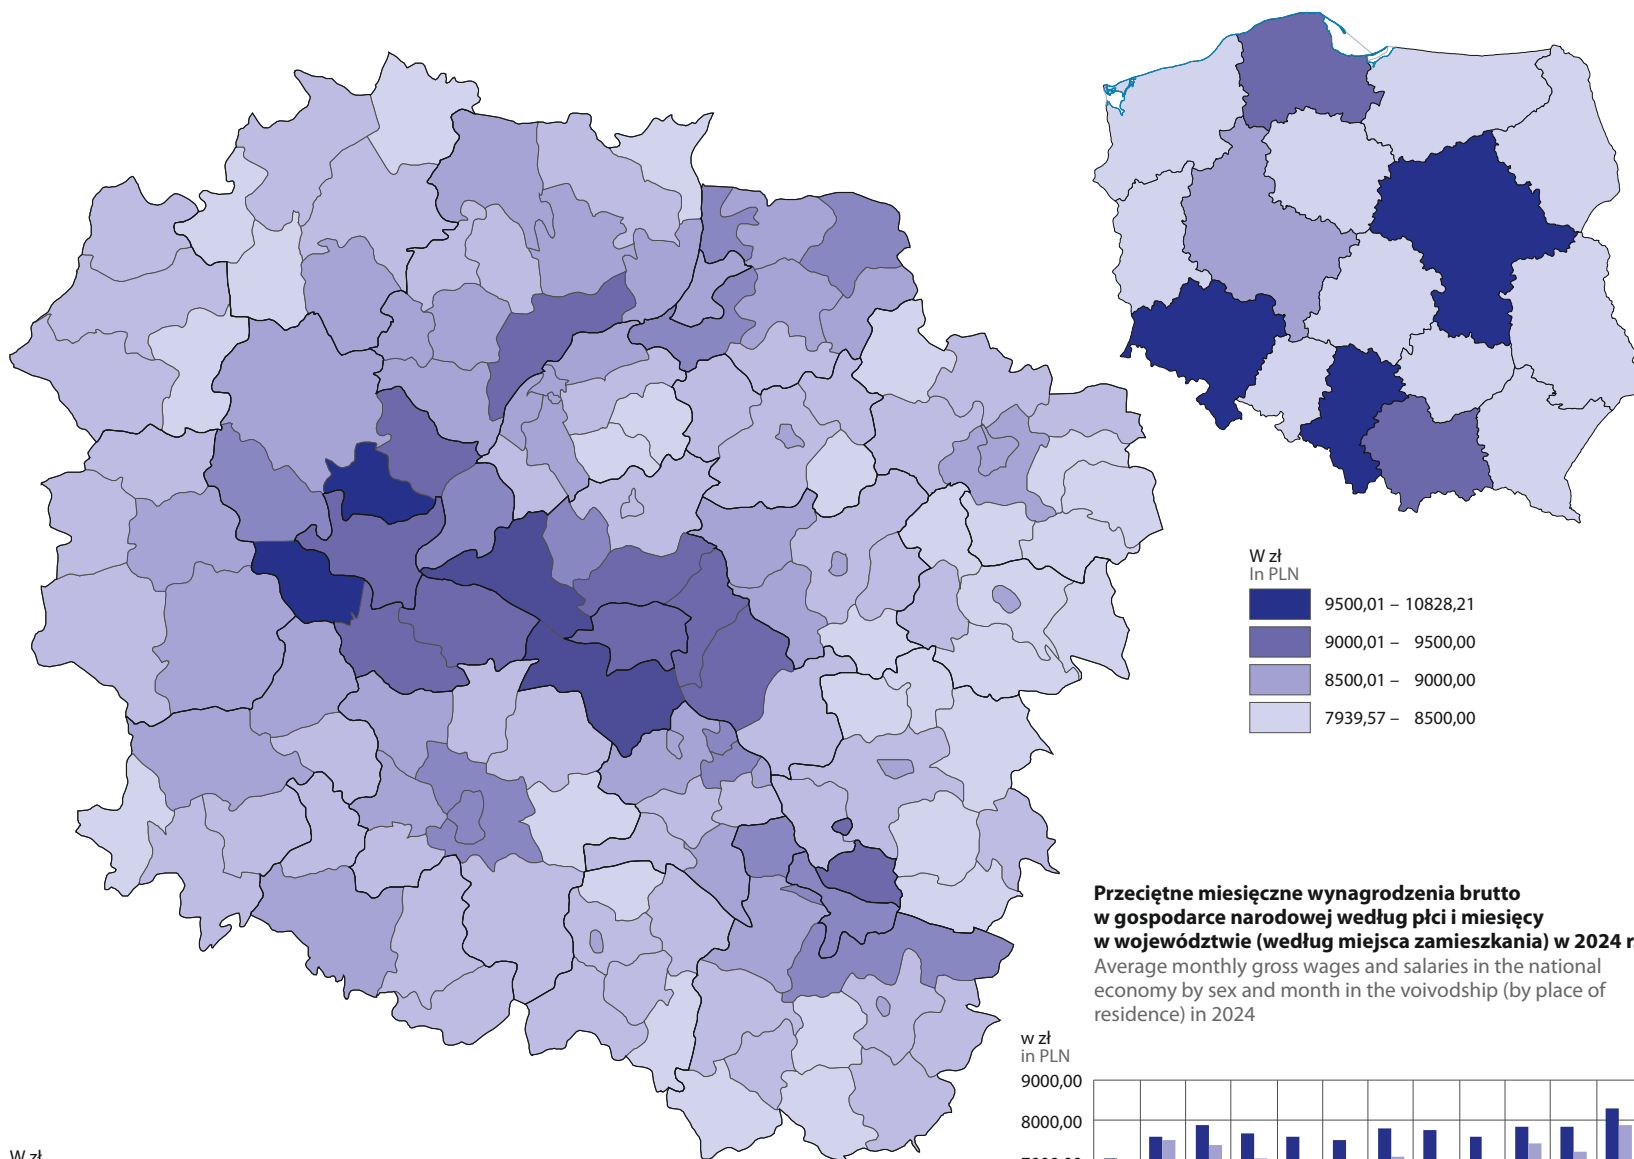 W zł
In PLN
9500,01 – 10828,21
9000,01 – 9500,00
8500,01 – 9000,00
7939,57 – 8500,00
Przeciętne miesięczne wynagrodzenia brutto
w gospodarce narodowej według płci i miesięcy
w województwie (według miejsca zamieszkania) w 2024 r.
Average monthly gross wages and salaries in the national
economy by sex and month in the voivodship (by place of
residence) in 2024
w zł
in PLN
9000,00
8000,00
7000,00
W zł